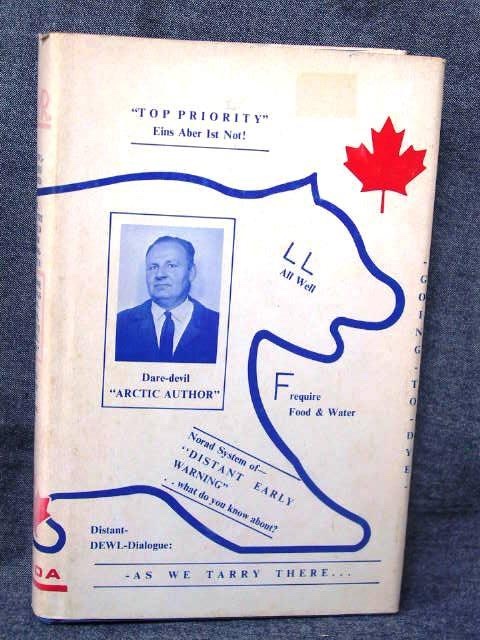 "TOP PRIORITY"
Eins Aber Ist Not!
LL
All Well
Dare-devil
"ARCTIC AUTHOR"
F require
Food & Water
Norad System of—
"DISTANT EARLY
WARNING"
. . what do you know about?
Distant-
DEWL-Dialogue:
-AS WE TARRY THERE...
-GOING-TO-DYE-
DA